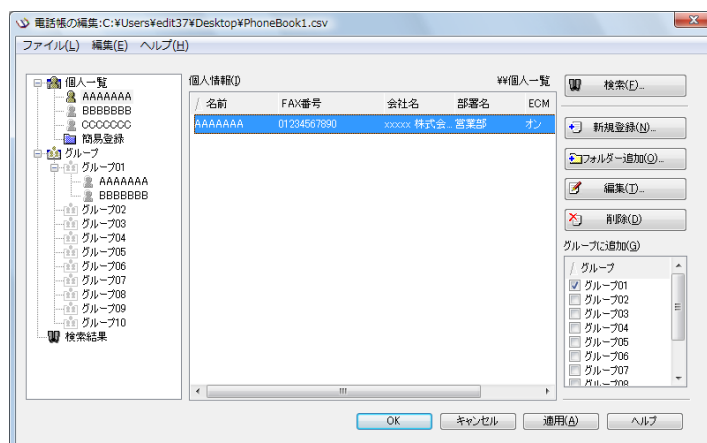 電話帳の編集:C:¥Users¥edit37¥Desktop¥PhoneBook1.csv
ファイル(L) 編集(E) ヘルプ(H)
個人一覧
AAAAAAA
BBBBBBB
CCCCCCC
簡易登録
グループ
グループ01
AAAAAAA
BBBBBBB
グループ02
グループ03
グループ04
グループ05
グループ06
グループ07
グループ08
グループ09
グループ10
検索結果
個人情報(I) ¥¥個人一覧
/ 名前 FAX番号 会社名 部署名 ECM
AAAAAAA 01234567890 xxxxx 株式会... 営業部 オン
検索(F)...
新規登録(N)...
フォルダー追加(O)...
編集(T)...
削除(D)
グループに追加(G)
/ グループ
グループ01
グループ02
グループ03
グループ04
グループ05
グループ06
グループ07
グループ08
OK キャンセル 適用(A) ヘルプ